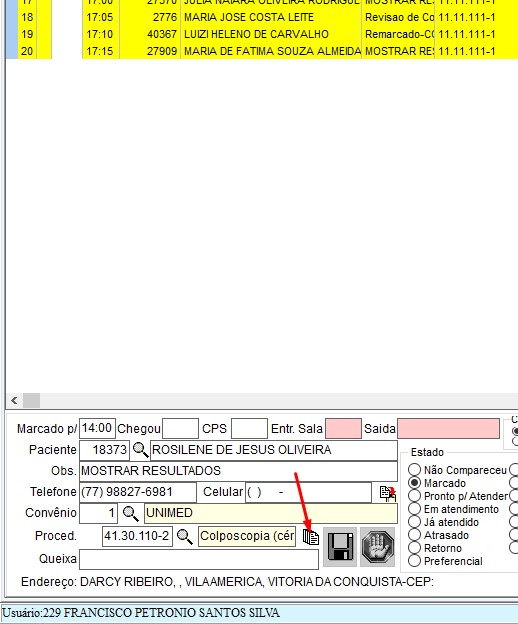 17 17:00 27370 JULIA NAIARA OLIVEIRA RODRIGUE MOSTRAR RE: 11.11.111-1
18 17:05 2776 MARIA JOSE COSTA LEITE Revisao de Co 11.11.111-1
19 17:10 40367 LUIZI HELENO DE CARVALHO Remarcado-C( 11.11.111-1
20 17:15 27909 MARIA DE FATIMA SOUZA ALMEIDA MOSTRAR RE: 11.11.111-1
Marcado p/ 14:00 Chegou CPS Entr. Sala Saida
Paciente 18373 ROSILENE DE JESUS OLIVEIRA
Obs. MOSTRAR RESULTADOS
Telefone (77) 98827-6981 Celular ( ) -
Convênio 1 UNIMED
Proced. 41.30.110-2 Colposcopia (cér
Queixa
Estado
Não Compareceu
Marcado
Pronto p/ Atender
Em atendimento
Já atendido
Atrasado
Retorno
Preferencial
Endereço: DARCY RIBEIRO, , VILA AMERICA, VITORIA DA CONQUISTA-CEP:
Usuário:229 FRANCISCO PETRONIO SANTOS SILVA